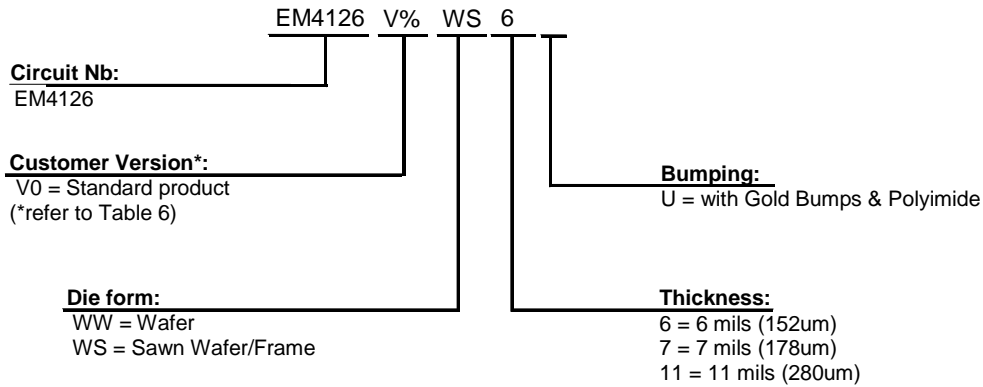 EM4126 V% WS 6
Circuit Nb:
EM4126
Customer Version*:
V0 = Standard product
(*refer to Table 6)
Bumping:
U = with Gold Bumps & Polyimide
Die form:
WW = Wafer
WS = Sawn Wafer/Frame
Thickness:
6 = 6 mils (152um)
7 = 7 mils (178um)
11 = 11 mils (280um)